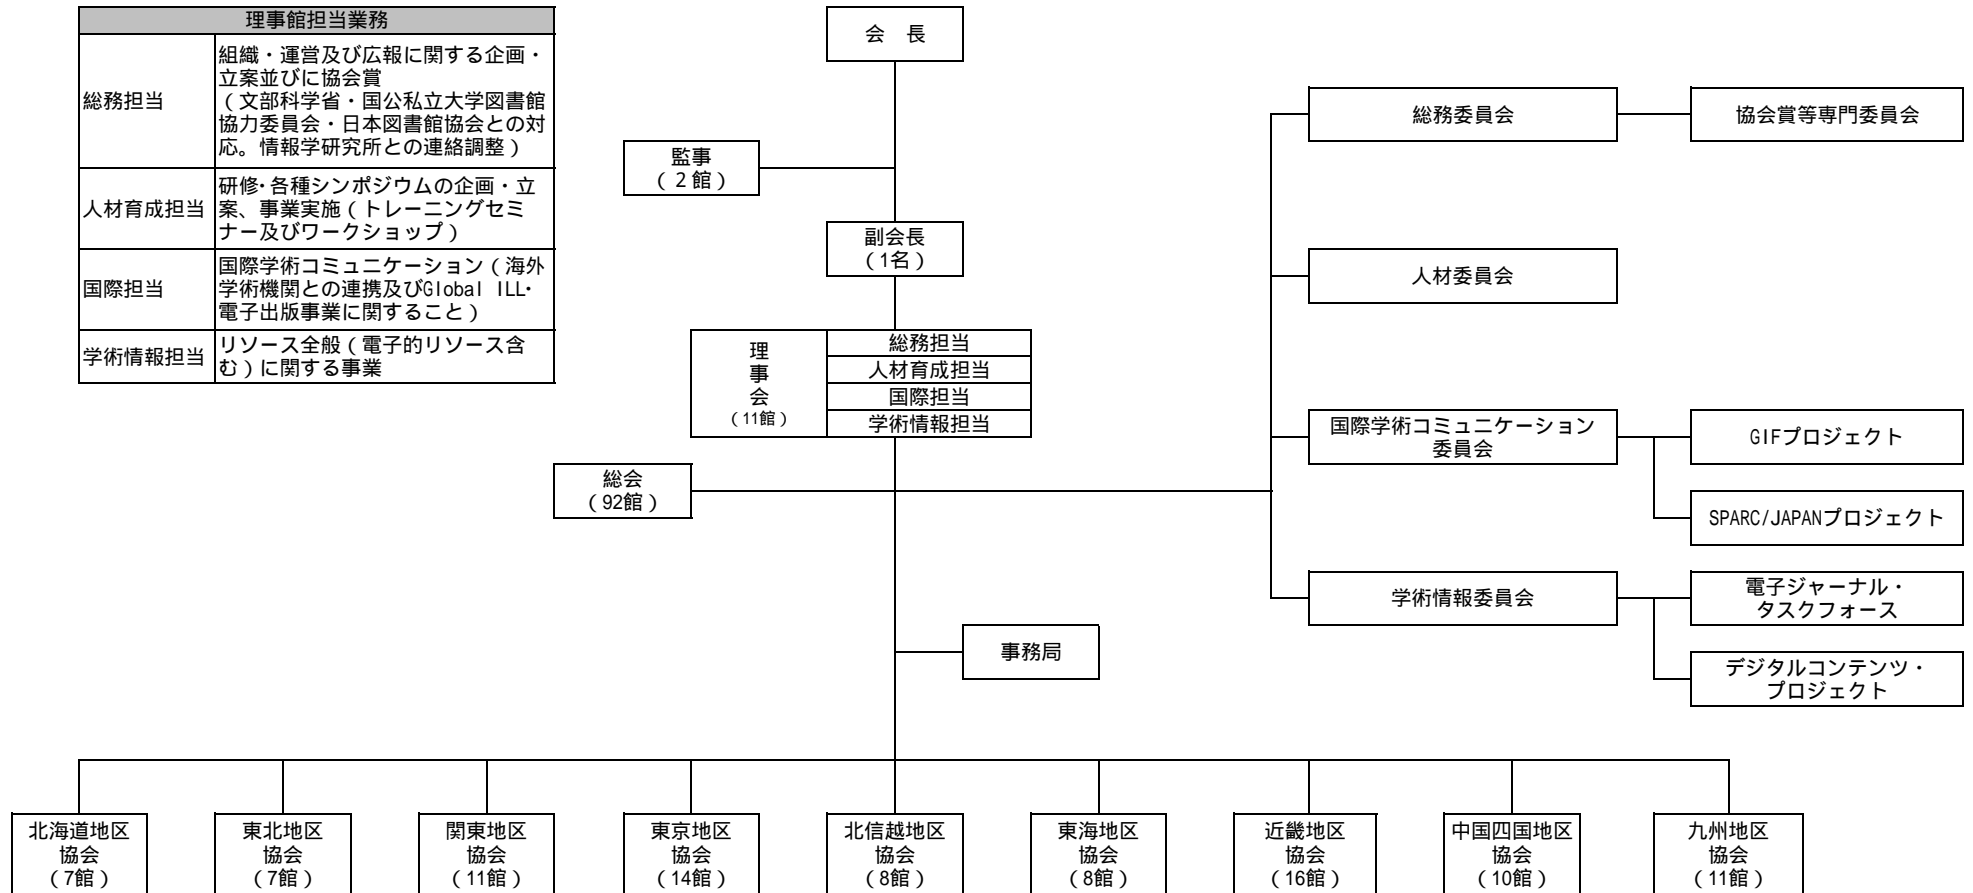 理事館担当業務
総務担当
組織・運営及び広報に関する企画・
立案並びに協会賞
（文部科学省・国公私立大学図書館
協力委員会・日本図書館協会との対
応。情報学研究所との連絡調整）
人材育成担当
研修・各種シンポジウムの企画・立
案、事業実施（トレーニングセミ
ナー及びワークショップ）
国際担当
国際学術コミュニケーション（海外
学術機関との連携及びGlobal ILL・
電子出版事業に関すること）
学術情報担当
リソース全般（電子的リソース含
む）に関する事業
会　長
監事
（２館）
副会長
（1名）
理
事
会
（11館）
総務担当
人材育成担当
国際担当
学術情報担当
総会
（92館）
事務局
総務委員会
協会賞等専門委員会
人材委員会
国際学術コミュニケーション
委員会
GIFプロジェクト
SPARC/JAPANプロジェクト
学術情報委員会
電子ジャーナル・
タスクフォース
デジタルコンテンツ・
プロジェクト
北海道地区
協会
（7館）
東北地区
協会
（7館）
関東地区
協会
（11館）
東京地区
協会
（14館）
北信越地区
協会
（8館）
東海地区
協会
（8館）
近畿地区
協会
（16館）
中国四国地区
協会
（10館）
九州地区
協会
（11館）